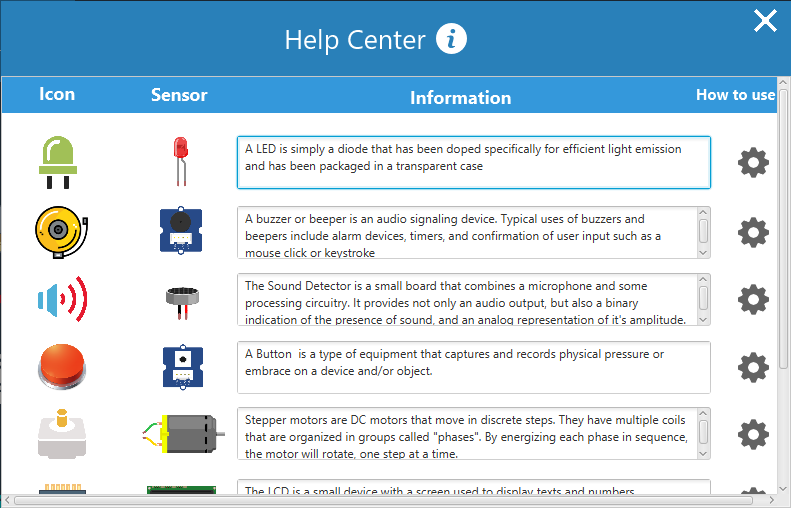 Help Center i
Icon Sensor Information How to use
A LED is simply a diode that has been doped specifically for efficient light emission
and has been packaged in a transparent case
A buzzer or beeper is an audio signaling device. Typical uses of buzzers and
beepers include alarm devices, timers, and confirmation of user input such as a
mouse click or keystroke
The Sound Detector is a small board that combines a microphone and some
processing circuitry. It provides not only an audio output, but also a binary
indication of the presence of sound, and an analog representation of it's amplitude.
A Button  is a type of equipment that captures and records physical pressure or
embrace on a device and/or object.
Stepper motors are DC motors that move in discrete steps. They have multiple coils
that are organized in groups called "phases". By energizing each phase in sequence,
the motor will rotate, one step at a time.
The LCD is a small device with a screen used to display texts and numbers